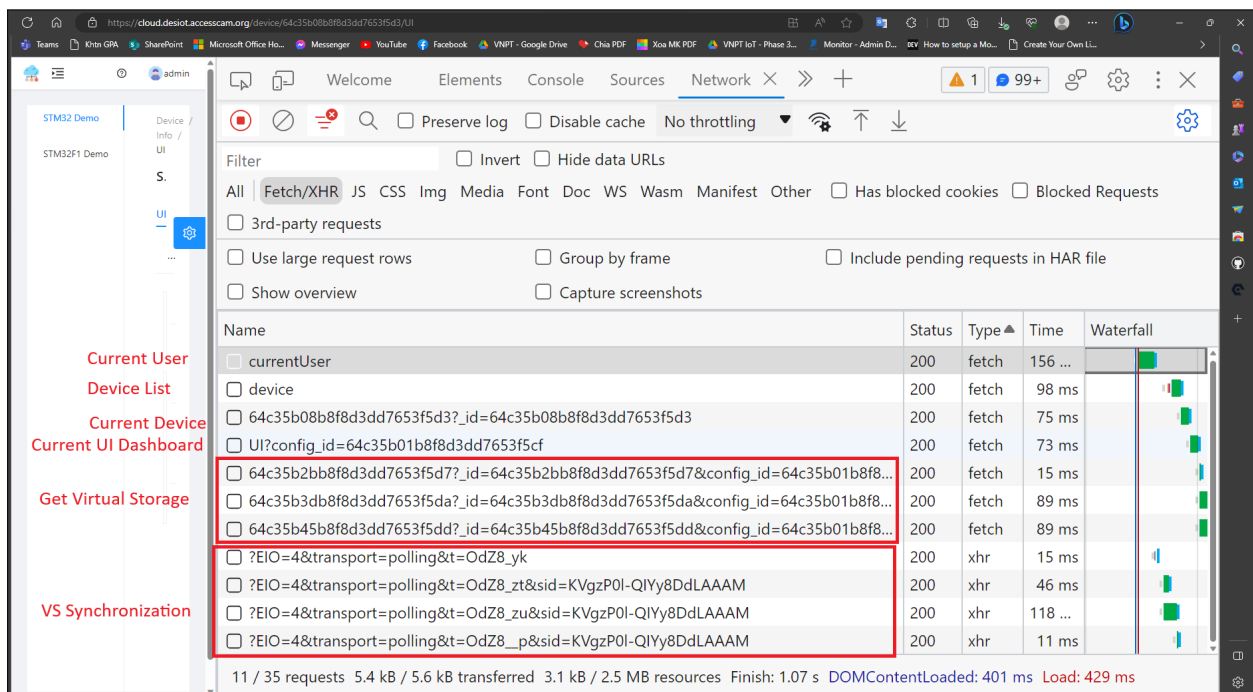 https://cloud.desiot.accesscam.org/device/64c35b08b8f8d3dd7653f5d3/UI
Teams Khtn GPA SharePoint Microsoft Office Ho... Messenger YouTube Facebook VNPT - Google Drive Chia PDF Xoa MK PDF VNPT IoT - Phase 3... Monitor - Admin D... DEV How to setup a Mo... Create Your Own Li...
admin
STM32 Demo
STM32F1 Demo
Device /
Info /
UI
S.
UI
...
Welcome Elements Console Sources Network 1 99+
Preserve log Disable cache No throttling
Filter Invert Hide data URLs
All Fetch/XHR JS CSS Img Media Font Doc WS Wasm Manifest Other Has blocked cookies Blocked Requests
3rd-party requests
Use large request rows Group by frame Include pending requests in HAR file
Show overview Capture screenshots
Name Status Type Time Waterfall
Current User currentUser 200 fetch 156 ...
Device List device 200 fetch 98 ms
Current Device 64c35b08b8f8d3dd7653f5d3?_id=64c35b08b8f8d3dd7653f5d3 200 fetch 75 ms
Current UI Dashboard UI?config_id=64c35b01b8f8d3dd7653f5cf 200 fetch 73 ms
64c35b2bb8f8d3dd7653f5d7?_id=64c35b2bb8f8d3dd7653f5d7&config_id=64c35b01b8f8... 200 fetch 15 ms
Get Virtual Storage 64c35b3db8f8d3dd7653f5da?_id=64c35b3db8f8d3dd7653f5da&config_id=64c35b01b8f8... 200 fetch 89 ms
64c35b45b8f8d3dd7653f5dd?_id=64c35b45b8f8d3dd7653f5dd&config_id=64c35b01b8f8... 200 fetch 89 ms
?EIO=4&transport=polling&t=OdZ8_yk 200 xhr 15 ms
?EIO=4&transport=polling&t=OdZ8_zt&sid=KVgzP0l-QIYy8DdLAAAM 200 xhr 46 ms
VS Synchronization ?EIO=4&transport=polling&t=OdZ8_zu&sid=KVgzP0l-QIYy8DdLAAAM 200 xhr 118 ...
?EIO=4&transport=polling&t=OdZ8__p&sid=KVgzP0l-QIYy8DdLAAAM 200 xhr 11 ms
11 / 35 requests 5.4 kB / 5.6 kB transferred 3.1 kB / 2.5 MB resources Finish: 1.07 s DOMContentLoaded: 401 ms Load: 429 ms